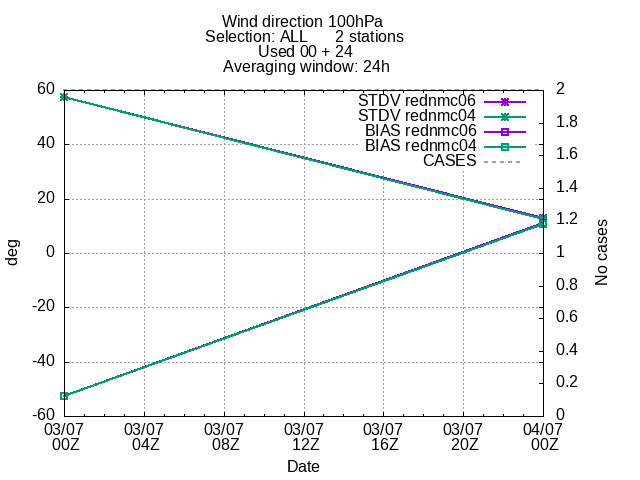 Wind direction 100hPa
Selection: ALL 2 stations
Used 00 + 24
Averaging window: 24h
STDV rednmc06
STDV rednmc04
BIAS rednmc06
BIAS rednmc04
CASES
60
40
20
0
-20
-40
-60
deg
2
1.8
1.6
1.4
1.2
1
0.8
0.6
0.4
0.2
0
No cases
03/07 03/07 03/07 03/07 03/07 03/07 04/07
00Z 04Z 08Z 12Z 16Z 20Z 00Z
Date